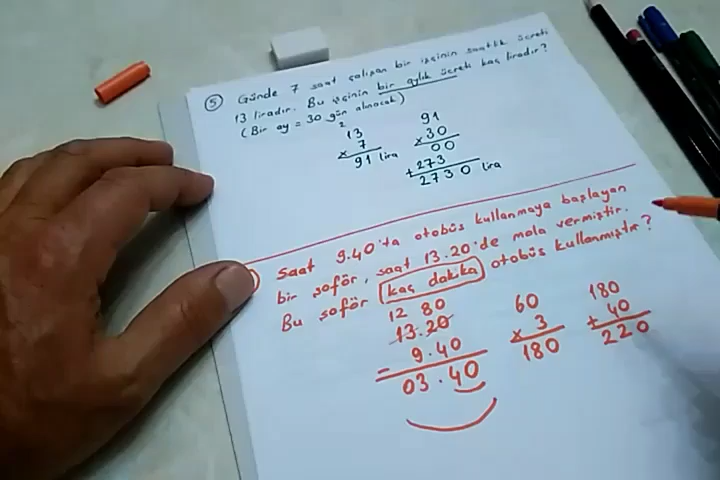 5 Günde 7 saat çalışan bir işçinin saatlik ücreti
13 liradır. Bu işçinin bir aylık ücreti kaç liradır?
(Bir ay = 30 gün alınacak)
2
13
x 7
91 lira
91
x 30
00
+273
2730 lira
Saat 9.40'ta otobüs kullanmaya başlayan
bir şoför, saat 13.20'de mola vermiştir.
Bu şoför kaç dakika otobüs kullanmıştır?
12 80
13.20
- 9.40
03.40
60
x 3
180
180
+ 40
220